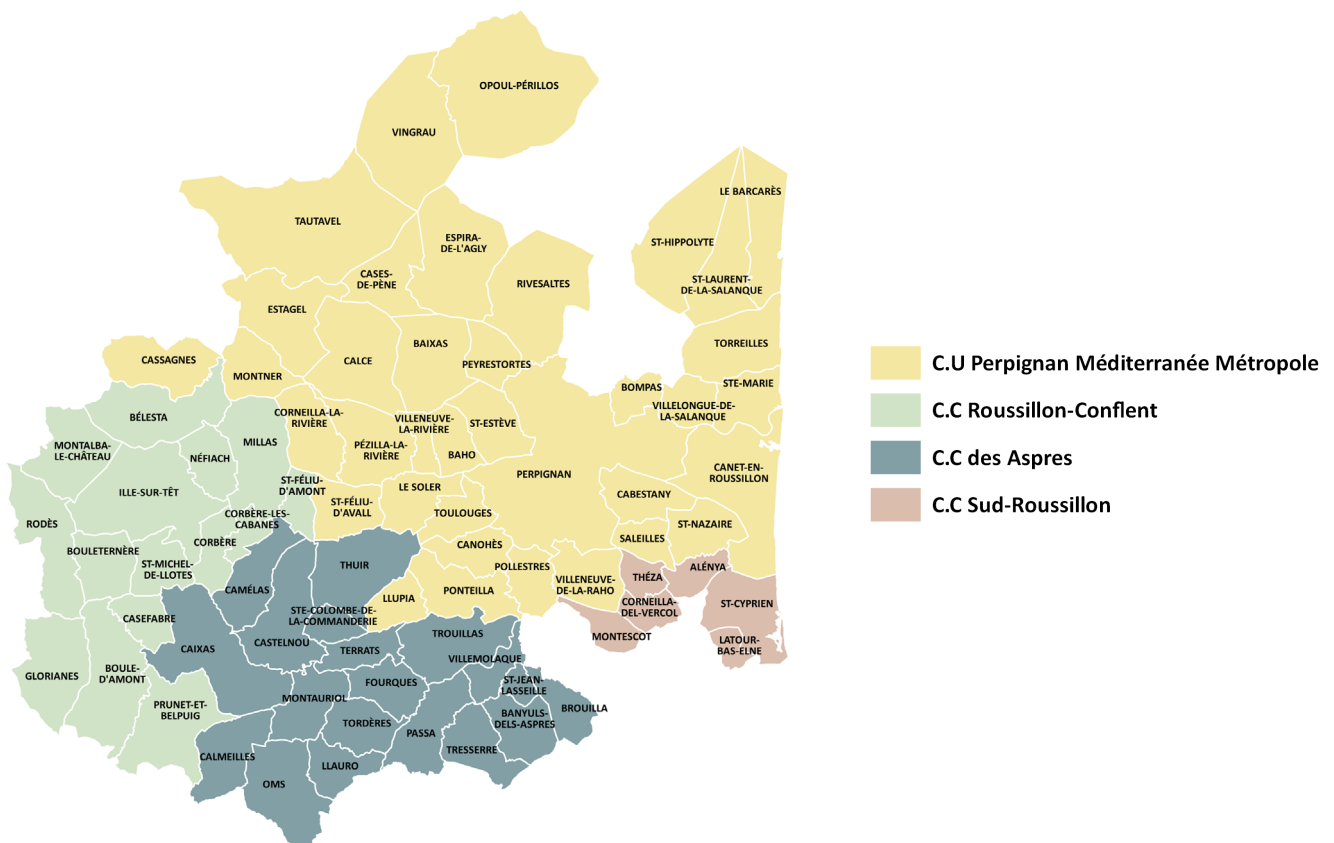 OPOUL-PÉRILLOS
VINGRAU
LE BARCARÈS
TAUTAVEL
ESPIRA-
DE-L'AGLY
ST-HIPPOLYTE
CASES-
DE-PÈNE
RIVESALTES
ST-LAURENT-
DE-LA-SALANQUE
ESTAGEL
BAIXAS
TORREILLES
CASSAGNES
CALCE
PEYRESTORTES
MONTNER
BOMPAS
STE-MARIE
VILLELONGUE-DE-
LA-SALANQUE
BÉLESTA
CORNEILLA-LA-
RIVIÈRE
VILLENEUVE-
LA-RIVIÈRE
ST-ESTÈVE
MONTALBA-
LE-CHÂTEAU
MILLAS
NÉFIACH
PÉZILLA-LA-
RIVIÈRE
BAHO
PERPIGNAN
CANET-EN-
ROUSSILLON
ILLE-SUR-TÊT
ST-FÉLIU-
D'AMONT
LE SOLER
CABESTANY
ST-FÉLIU-
D'AVALL
TOULOUGES
RODÈS
CORBÈRE-LES-
CABANES
ST-NAZAIRE
CORBÈRE
SALEILLES
BOULETERNÈRE
CANOHÈS
ST-MICHEL-
DE-LLOTES
THUIR
POLLESTRES
ALÉNYA
THÉZA
CAMÉLAS
PONTEILLA
VILLENEUVE-
DE-LA-RAHO
LLUPIA
CASEFABRE
STE-COLOMBE-DE-
LA-COMMANDERIE
CORNEILLA-
DEL-VERCOL
ST-CYPRIEN
TROUILLAS
MONTESCOT
CASTELNOU
CAIXAS
TERRATS
LATOUR-
BAS-ELNE
VILLEMOLAQUE
GLORIANES
BOULE-
D'AMONT
FOURQUES
ST-JEAN-
LASSEILLE
MONTAURIOL
PRUNET-ET-
BELPUIG
BROUILLA
BANYULS-
DELS-ASPRES
TORDÈRES
PASSA
TRESSERRE
CALMEILLES
LLAURO
OMS
C.U Perpignan Méditerranée Métropole
C.C Roussillon-Conflent
C.C des Aspres
C.C Sud-Roussillon